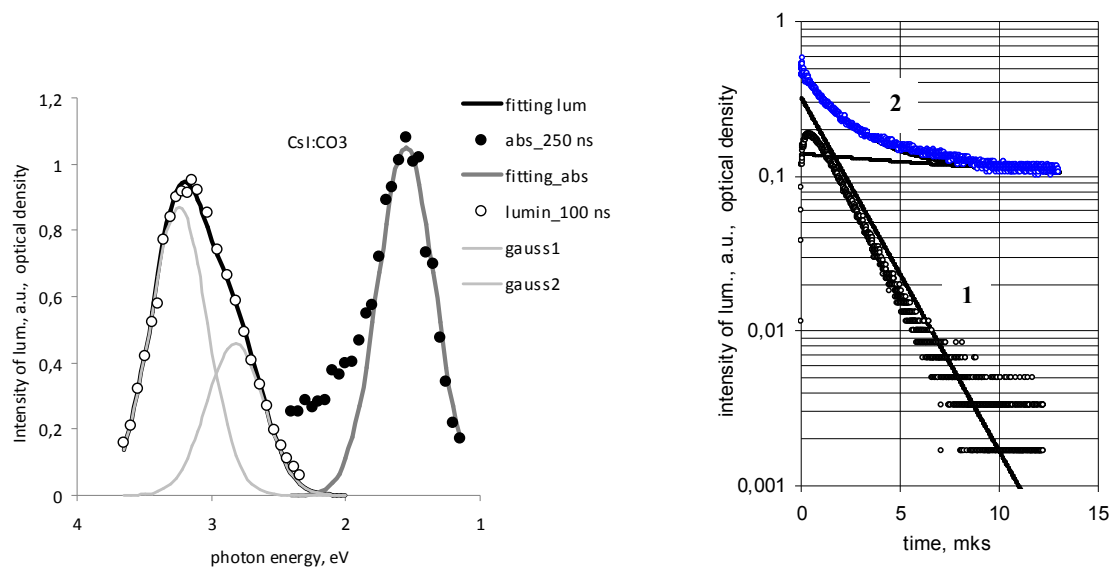 1,2
1
0,8
0,6
0,4
0,2
0
4
3
2
1
Intensity of lum., a.u., optical density
photon energy, eV
CsI:CO3
fitting lum
abs_250 ns
fitting_abs
lumin_100 ns
gauss1
gauss2
1
0,1
0,01
0,001
0
5
10
15
intensity of lum., a.u., optical density
time, mks
2
1